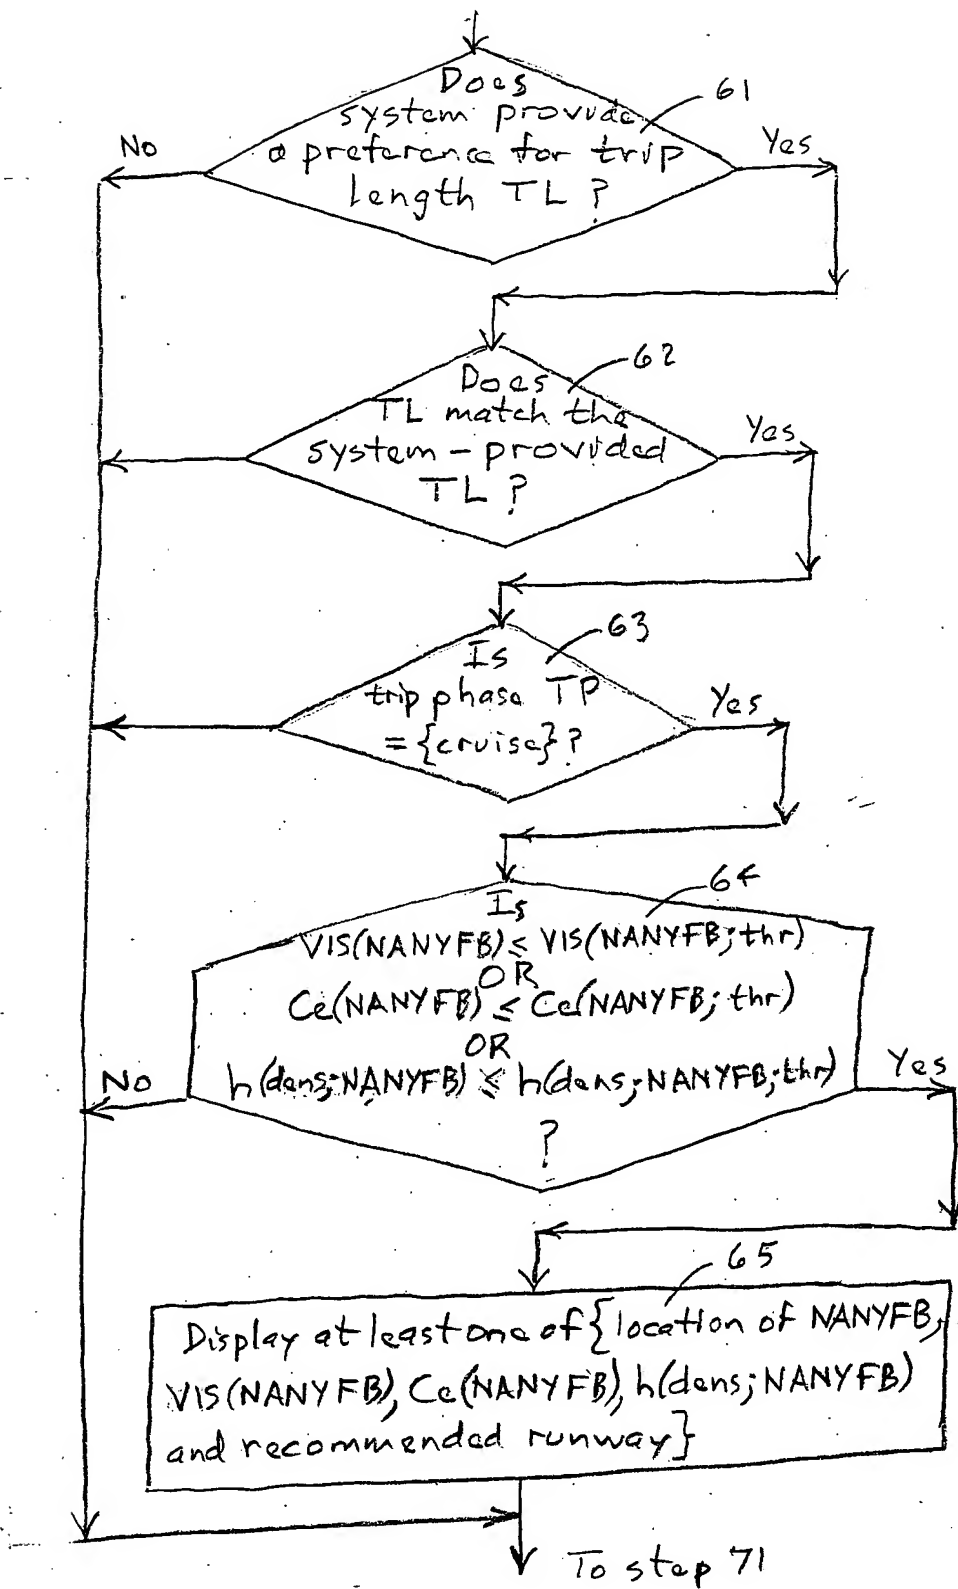 Does
system provide
a preference for trip
length TL ?
61
No
Yes
62
Does
TL match the
system - provided
TL ?
Yes
63
Is
trip phase TP
= {cruise} ?
Yes
64
Is
VIS(NANYFB) ≤ VIS(NANYFB; thr)
OR
Ce(NANYFB) ≤ Ce(NANYFB; thr)
OR
h(dens; NANYFB) ≤ h(dens; NANYFB; thr)
?
No
Yes
65
Display at least one of {location of NANYFB,
VIS(NANYFB), Ce(NANYFB), h(dens; NANYFB)
and recommended runway}
To step 71